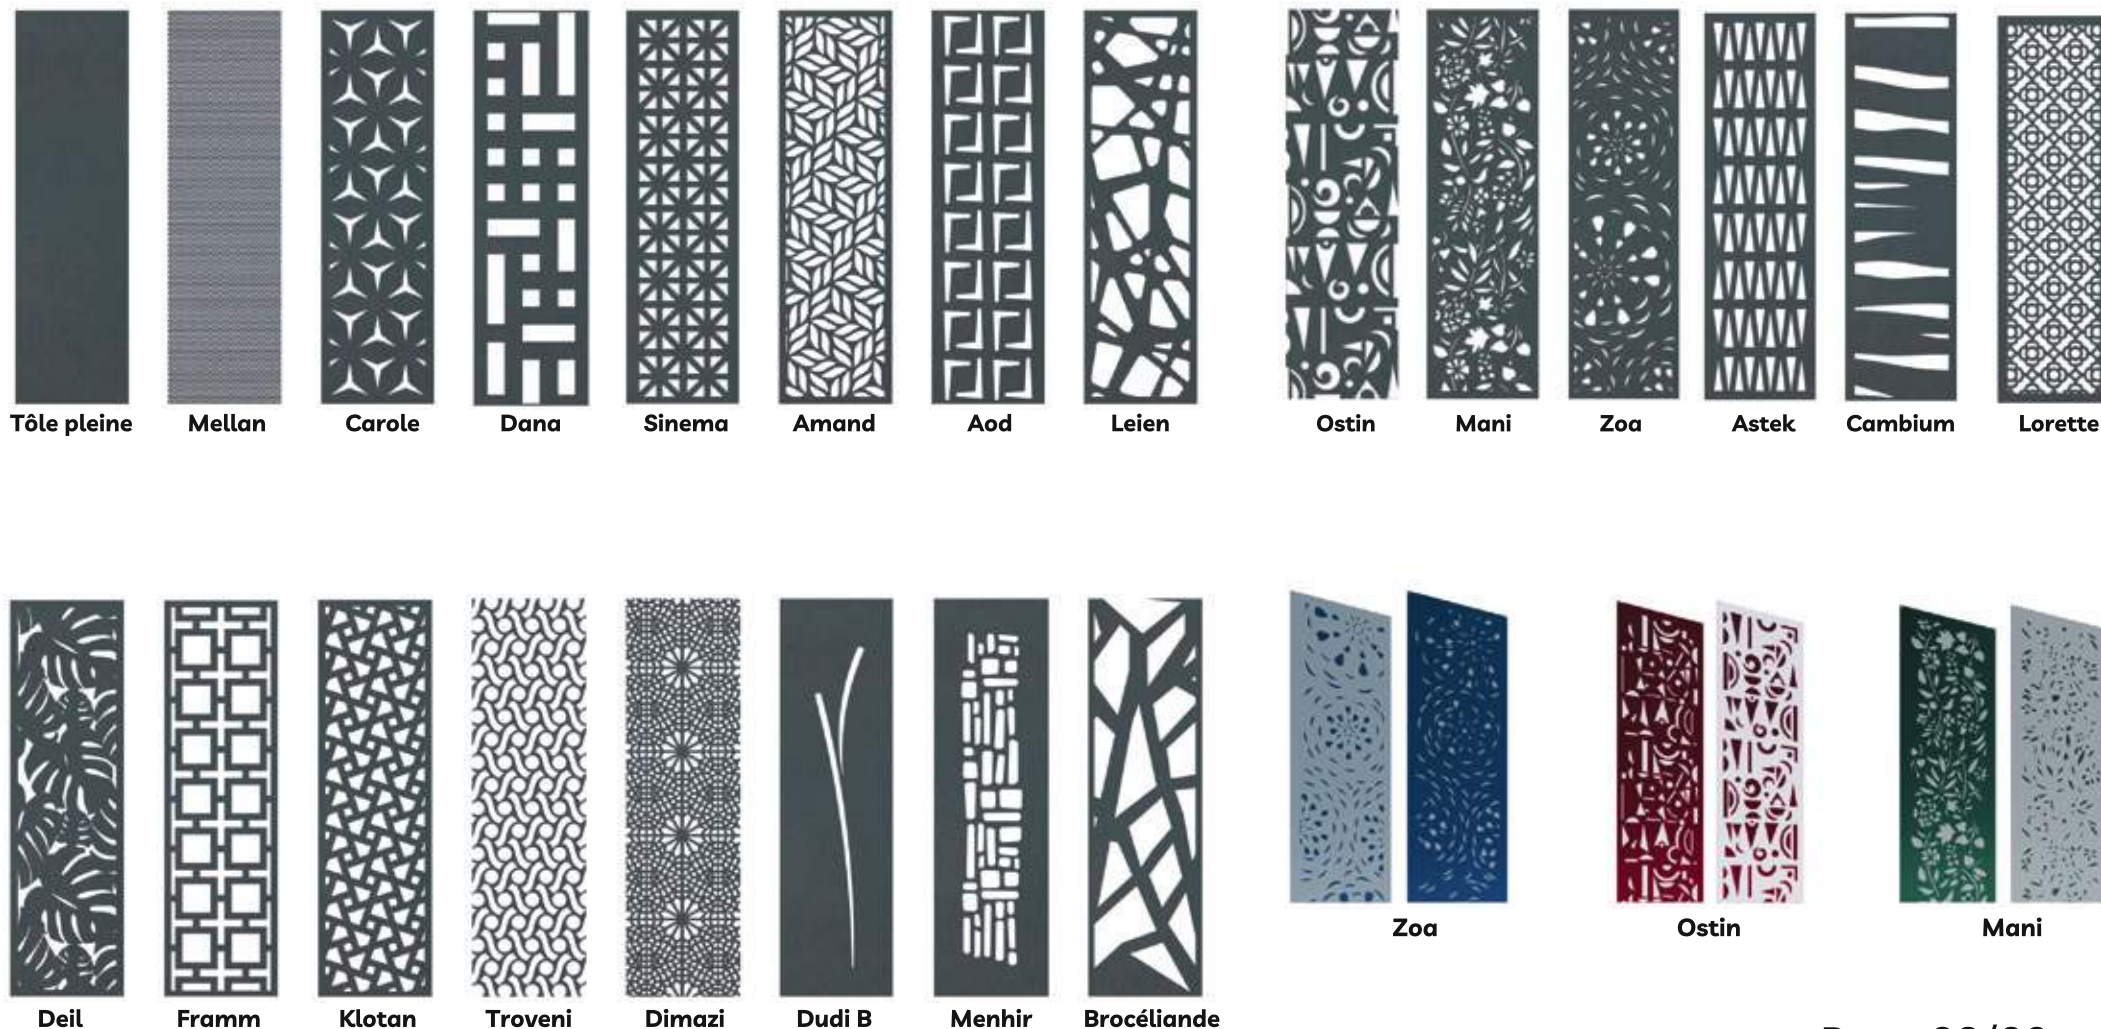 Tôle pleine Mellan Carole Dana Sinema Amand Aod Leien Ostin Mani Zoa Astek Cambium Lorette
Deil Framm Klotan Troveni Dimazi Dudi B Menhir Brocéliande
Zoa Ostin Mani